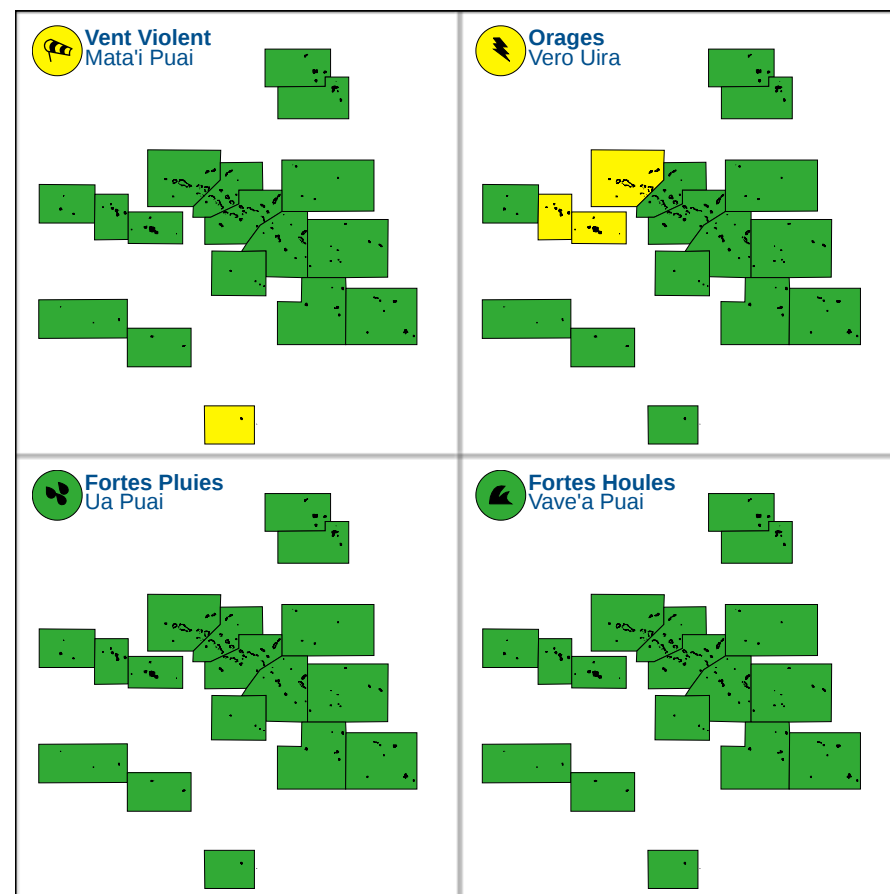 Vent Violent
Mata'i Puai
Orages
Vero Uira
Fortes Pluies
Ua Puai
Fortes Houles
Vave'a Puai